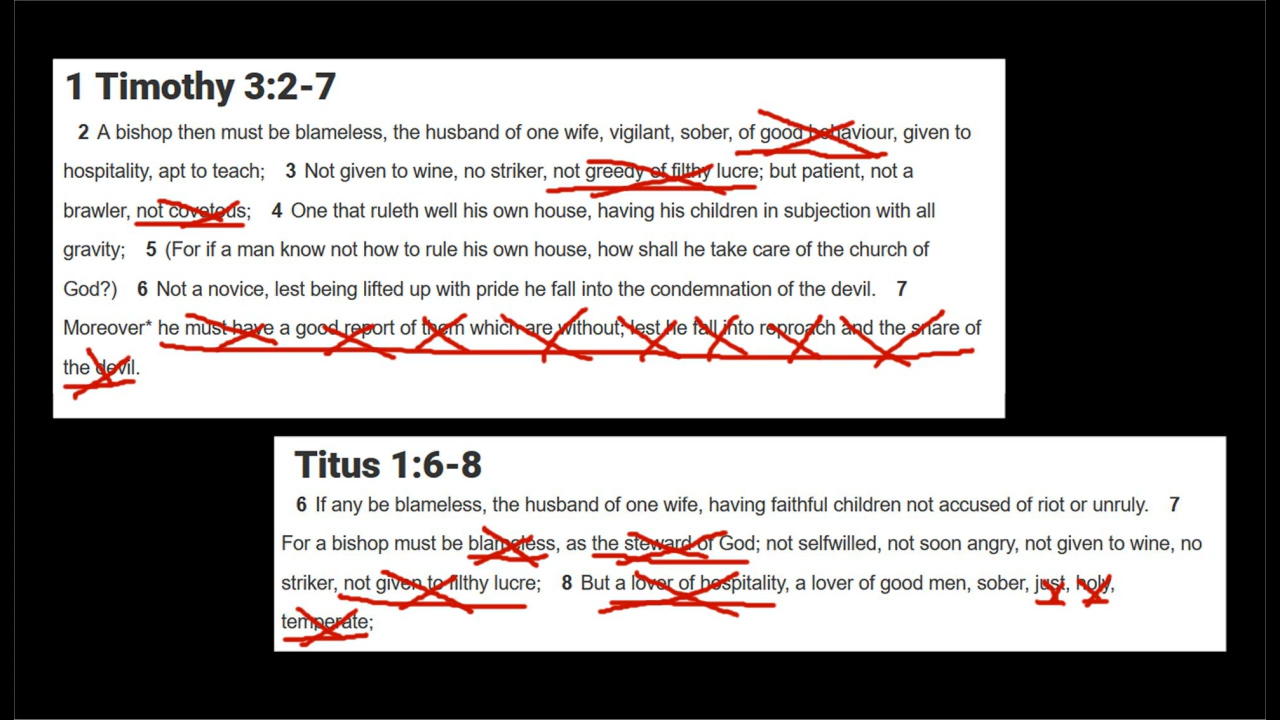 1 Timothy 3:2-7
2 A bishop then must be blameless, the husband of one wife, vigilant, sober, of good behaviour, given to
hospitality, apt to teach; 3 Not given to wine, no striker, not greedy of filthy lucre; but patient, not a
brawler, not covetous; 4 One that ruleth well his own house, having his children in subjection with all
gravity; 5 (For if a man know not how to rule his own house, how shall he take care of the church of
God?) 6 Not a novice, lest being lifted up with pride he fall into the condemnation of the devil. 7
Moreover* he must have a good report of them which are without; lest he fall into reproach and the snare of
the devil.
Titus 1:6-8
6 If any be blameless, the husband of one wife, having faithful children not accused of riot or unruly. 7
For a bishop must be blameless, as the steward of God; not selfwilled, not soon angry, not given to wine, no
striker, not given to filthy lucre; 8 But a lover of hospitality, a lover of good men, sober, just, holy,
temperate;